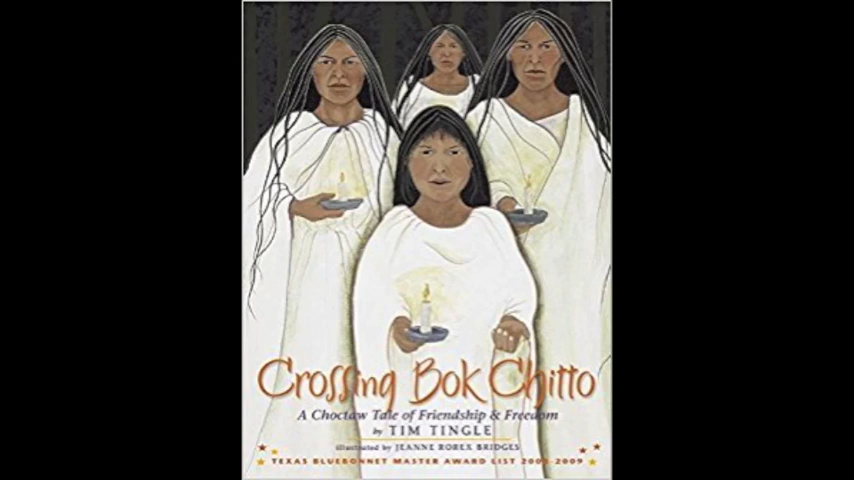 Crossing Bok Chitto
A Choctaw Tale of Friendship & Freedom
by TIM TINGLE
illustrated by JEANNE ROREX BRIDGES
TEXAS BLUEBONNET MASTER AWARD LIST 2008-2009